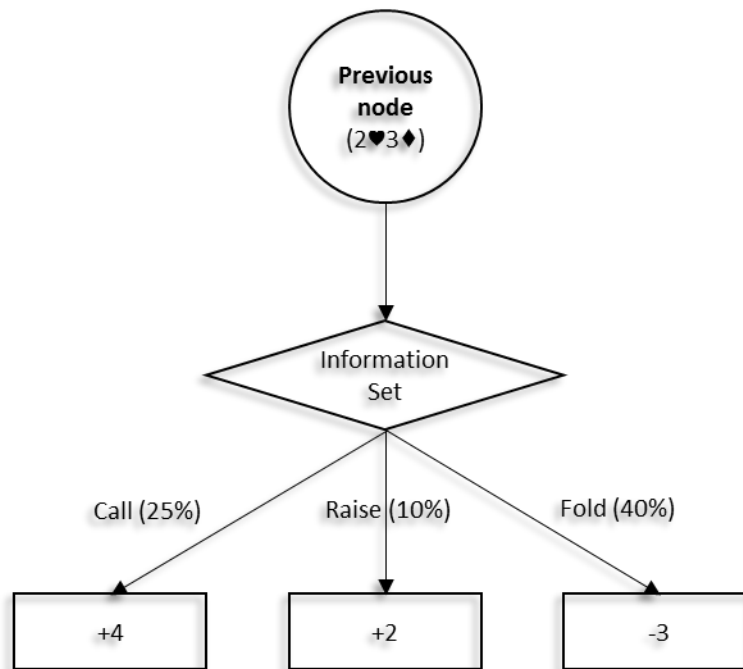 Previous
node
(2♥3♦)
Information
Set
Call (25%)
Raise (10%)
Fold (40%)
+4
+2
-3